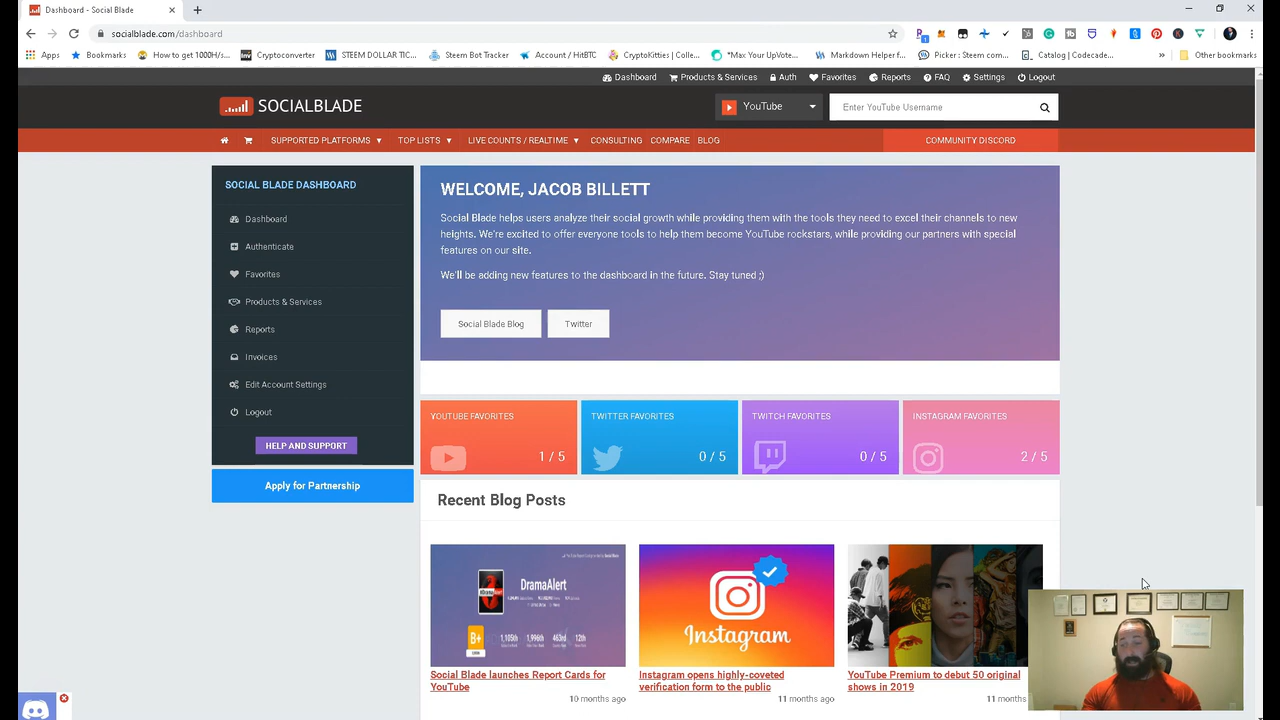 Dashboard - Social Blade
socialblade.com/dashboard
Apps
Bookmarks
How to get 1000H/s...
Cryptoconverter
STEEM DOLLAR TIC...
Steem Bot Tracker
Account / HitBTC
CryptoKitties | Colle...
*Max Your UpVote...
Markdown Helper f...
Picker : Steem com...
Catalog | Codecade...
»
Other bookmarks
Dashboard
Products & Services
Auth
Favorites
Reports
FAQ
Settings
Logout
SOCIALBLADE
YouTube
Enter YouTube Username
SUPPORTED PLATFORMS
TOP LISTS
LIVE COUNTS / REALTIME
CONSULTING
COMPARE
BLOG
COMMUNITY DISCORD
SOCIAL BLADE DASHBOARD
Dashboard
Authenticate
Favorites
Products & Services
Reports
Invoices
Edit Account Settings
Logout
HELP AND SUPPORT
Apply for Partnership
WELCOME, JACOB BILLETT
Social Blade helps users analyze their social growth while providing them with the tools they need to excel their channels to new
heights. We're excited to offer everyone tools to help them become YouTube rockstars, while providing our partners with special
features on our site.
We'll be adding new features to the dashboard in the future. Stay tuned ;)
Social Blade Blog
Twitter
YOUTUBE FAVORITES
1 / 5
TWITTER FAVORITES
0 / 5
TWITCH FAVORITES
0 / 5
INSTAGRAM FAVORITES
2 / 5
Recent Blog Posts
DramaAlert
B+
1,105th
1,996th
463rd
12th
Instagram
Social Blade launches Report Cards for
YouTube
10 months ago
Instagram opens highly-coveted
verification form to the public
11 months ago
YouTube Premium to debut 50 original
shows in 2019
11 months